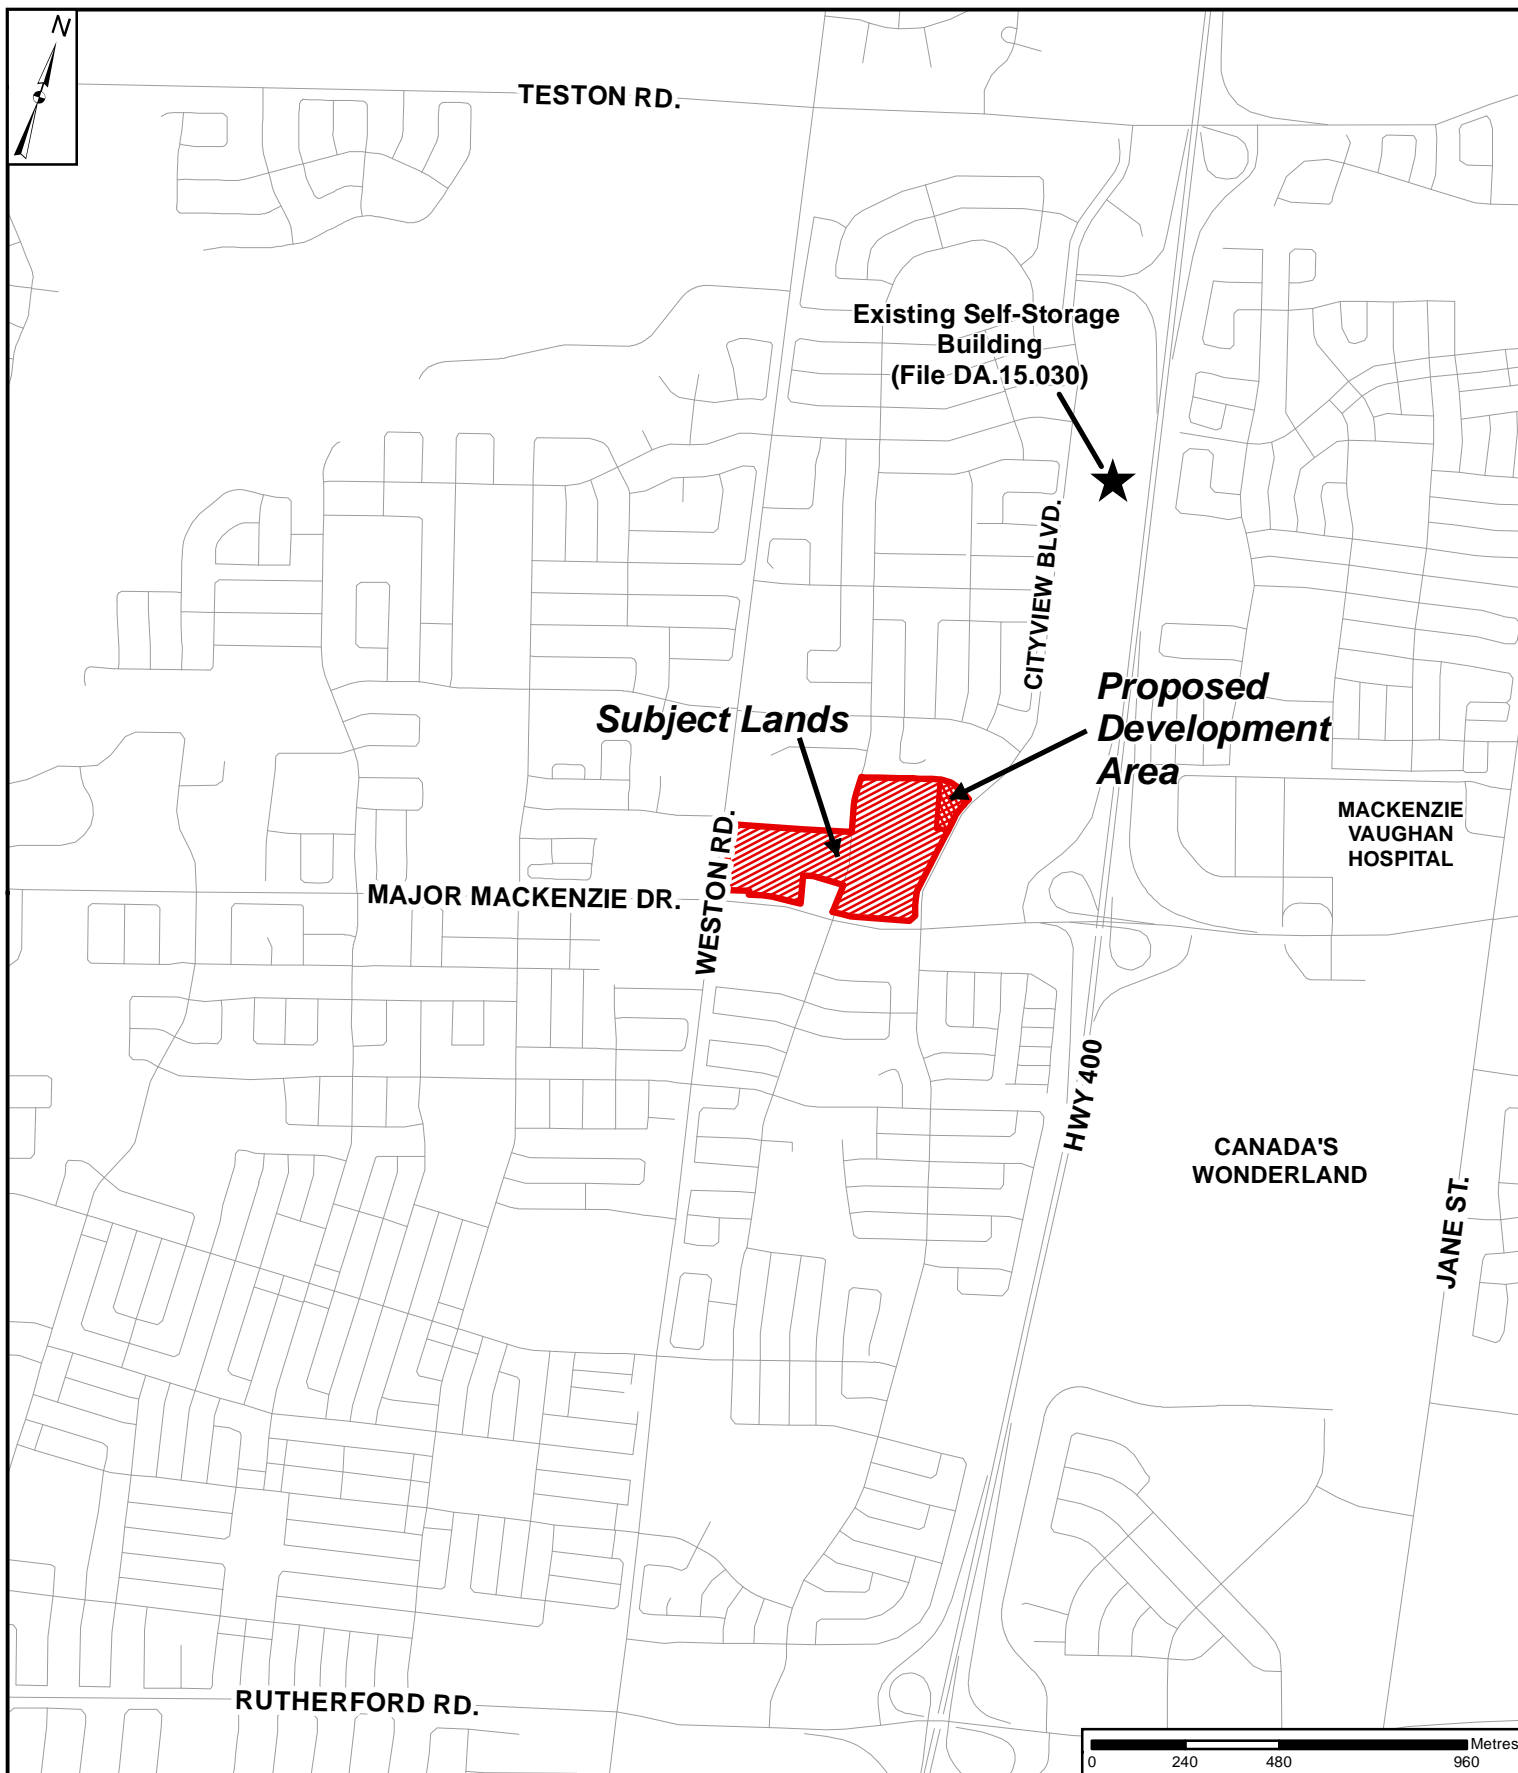 N
TESTON RD.
Existing Self-Storage
Building
(File DA.15.030)
CITYVIEW BLVD.
Subject Lands
Proposed
Development
Area
WESTON RD.
MAJOR MACKENZIE DR.
MACKENZIE
VAUGHAN
HOSPITAL
HWY 400
CANADA'S
WONDERLAND
JANE ST.
RUTHERFORD RD.
Metres
0 240 480 960